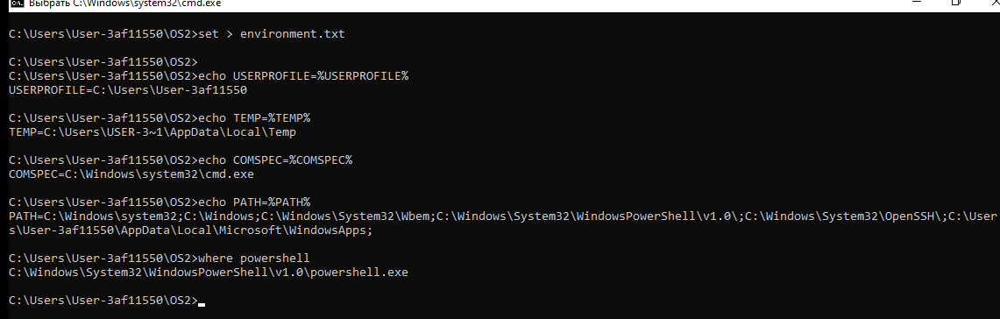 Выбрать C:\Windows\system32\cmd.exe
C:\Users\User-3af11550\OS2>set > environment.txt
C:\Users\User-3af11550\OS2>
C:\Users\User-3af11550\OS2>echo USERPROFILE=%USERPROFILE%
USERPROFILE=C:\Users\User-3af11550
C:\Users\User-3af11550\OS2>echo TEMP=%TEMP%
TEMP=C:\Users\USER-3~1\AppData\Local\Temp
C:\Users\User-3af11550\OS2>echo COMSPEC=%COMSPEC%
COMSPEC=C:\Windows\system32\cmd.exe
C:\Users\User-3af11550\OS2>echo PATH=%PATH%
PATH=C:\Windows\system32;C:\Windows;C:\Windows\System32\Wbem;C:\Windows\System32\WindowsPowerShell\v1.0\;C:\Windows\System32\OpenSSH\;C:\User
s\User-3af11550\AppData\Local\Microsoft\WindowsApps;
C:\Users\User-3af11550\OS2>where powershell
C:\Windows\System32\WindowsPowerShell\v1.0\powershell.exe
C:\Users\User-3af11550\OS2>